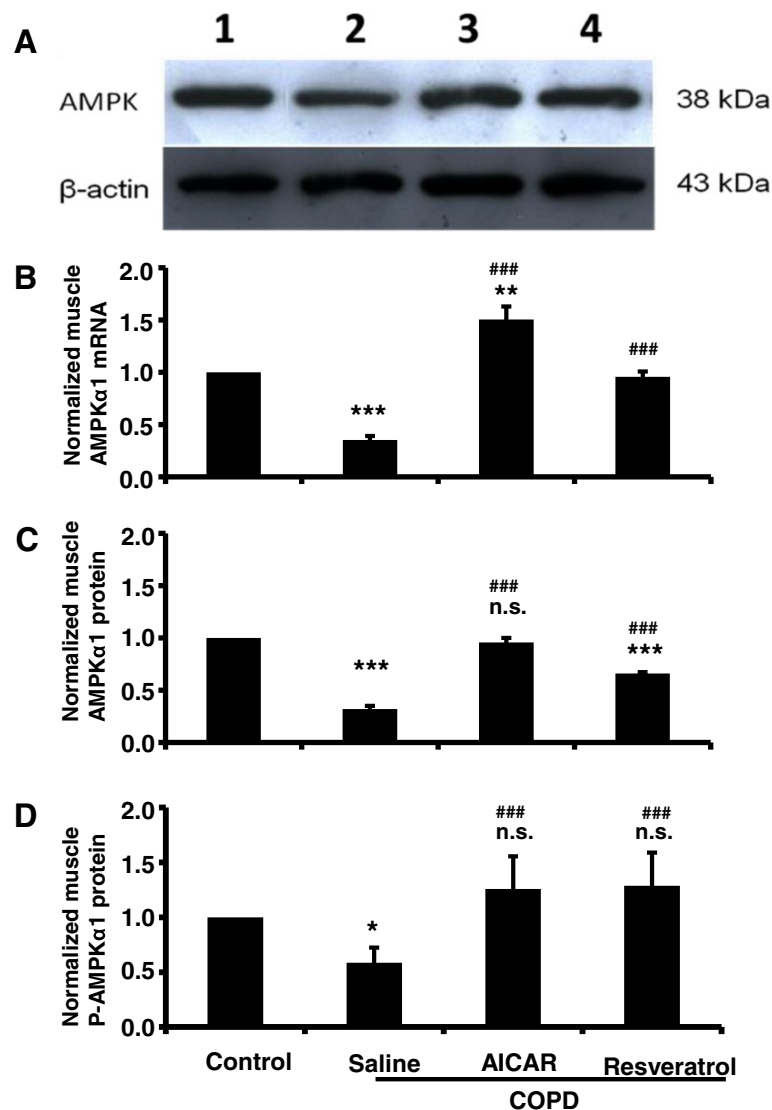 A
1 2 3 4
AMPK
38 kDa
β-actin
43 kDa
B
Normalized muscle
AMPKα1 mRNA
2.0
1.5
1.0
0.5
0.0
***
###
**
###
C
Normalized muscle
AMPKα1 protein
2.0
1.5
1.0
0.5
0.0
***
###
n.s.
###
***
D
Normalized muscle
P-AMPKα1 protein
2.0
1.5
1.0
0.5
0.0
*
###
n.s.
###
n.s.
Control Saline AICAR Resveratrol
COPD